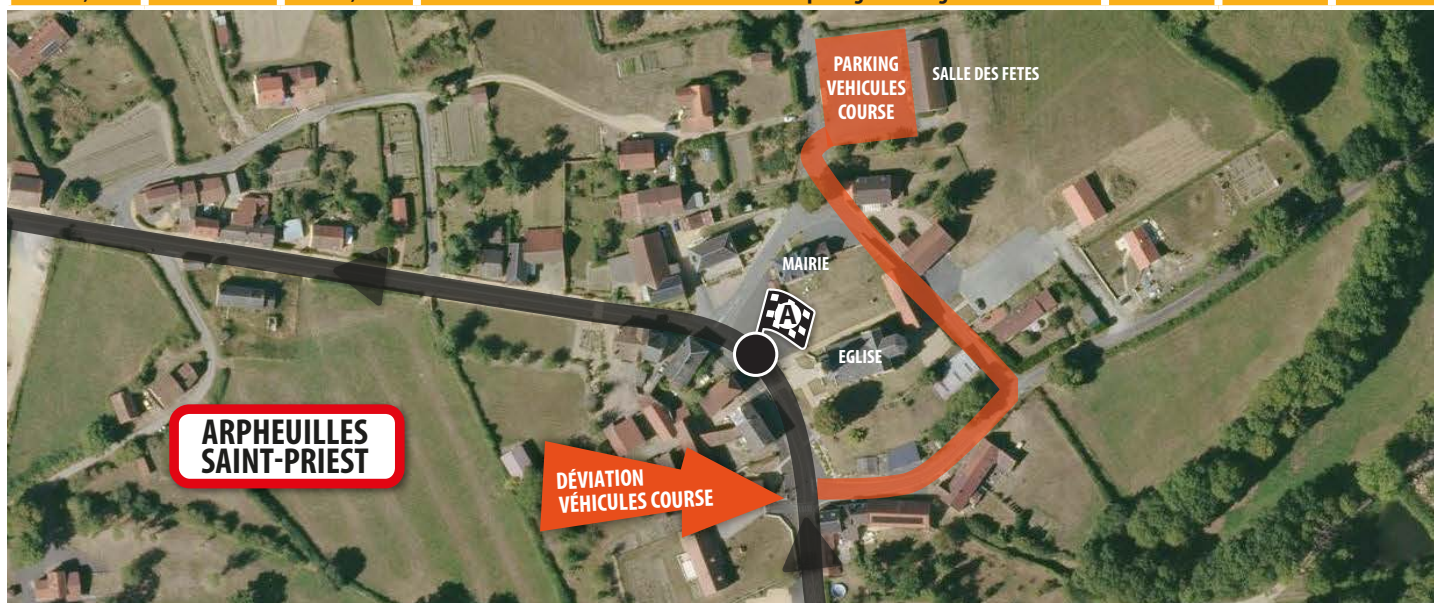 PARKING
VEHICULES
COURSE
SALLE DES FETES
MAIRIE
A
EGLISE
ARPHEUILLES
SAINT-PRIEST
DÉVIATION
VÉHICULES COURSE